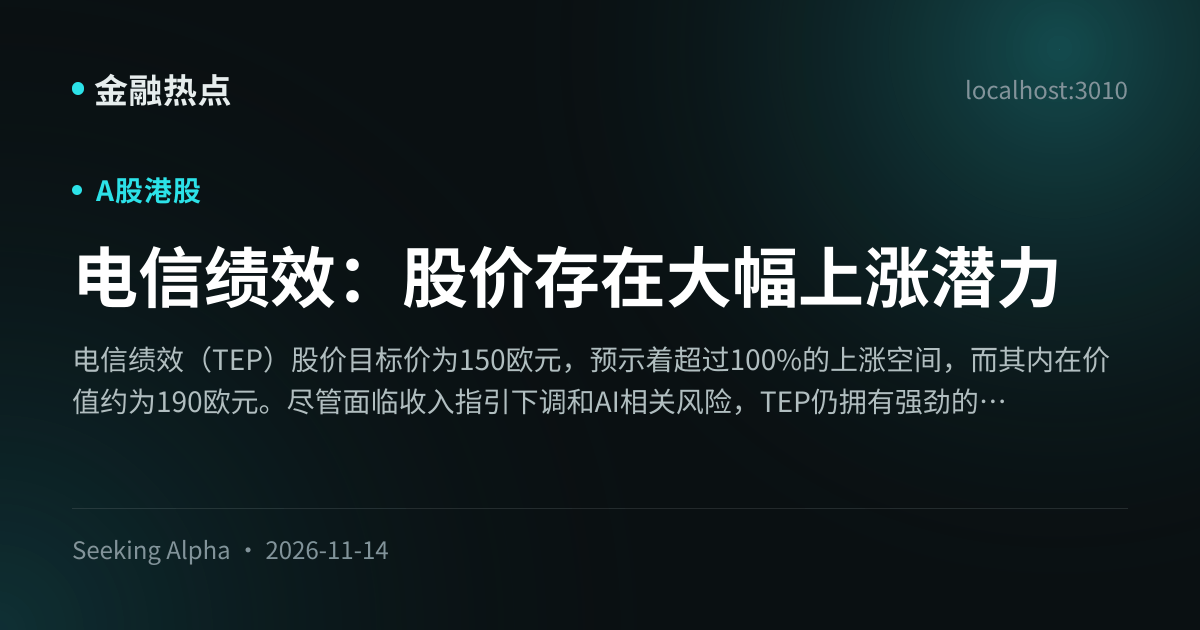 金融热点
localhost:3010
A股港股
电信绩效：股价存在大幅上涨潜力
电信绩效（TEP）股价目标价为150欧元，预示着超过100%的上涨空间，而其内在价
值约为190欧元。尽管面临收入指引下调和AI相关风险，TEP仍拥有强劲的…
Seeking Alpha · 2026-11-14